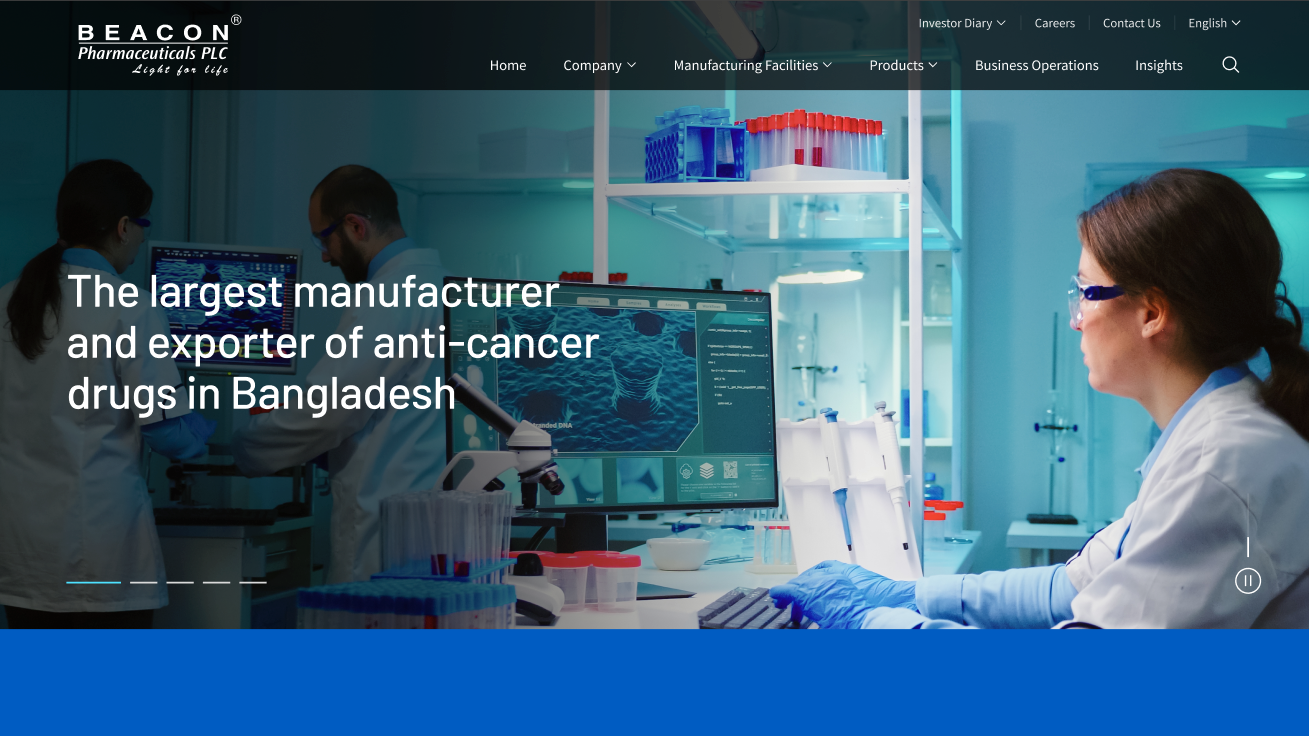 BEACON®
Pharmaceuticals PLC
Light for life
Investor Diary
Careers
Contact Us
English
Home
Company
Manufacturing Facilities
Products
Business Operations
Insights
The largest manufacturer
and exporter of anti-cancer
drugs in Bangladesh